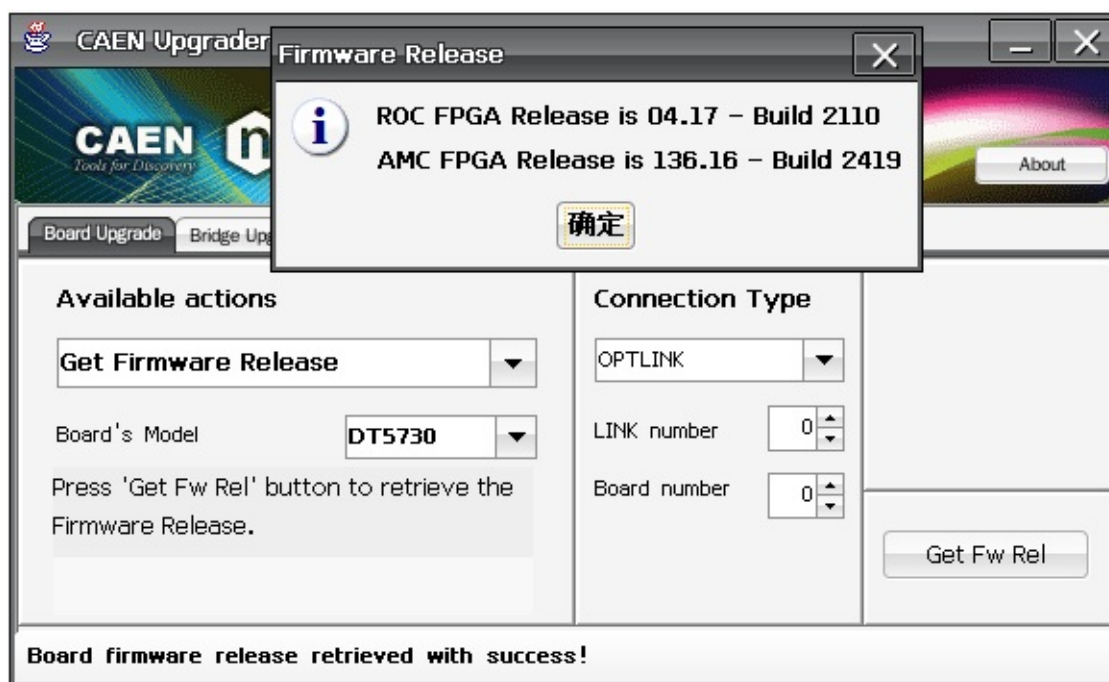 CAEN Upgrader
Firmware Release
ROC FPGA Release is 04.17 – Build 2110
AMC FPGA Release is 136.16 – Build 2419
确定
CAEN
Tools for Discovery
n
About
Board Upgrade
Bridge Upg
Available actions
Get Firmware Release
Board's Model
DT5730
Press 'Get Fw Rel' button to retrieve the
Firmware Release.
Connection Type
OPTLINK
LINK number
0
Board number
0
Get Fw Rel
Board firmware release retrieved with success!